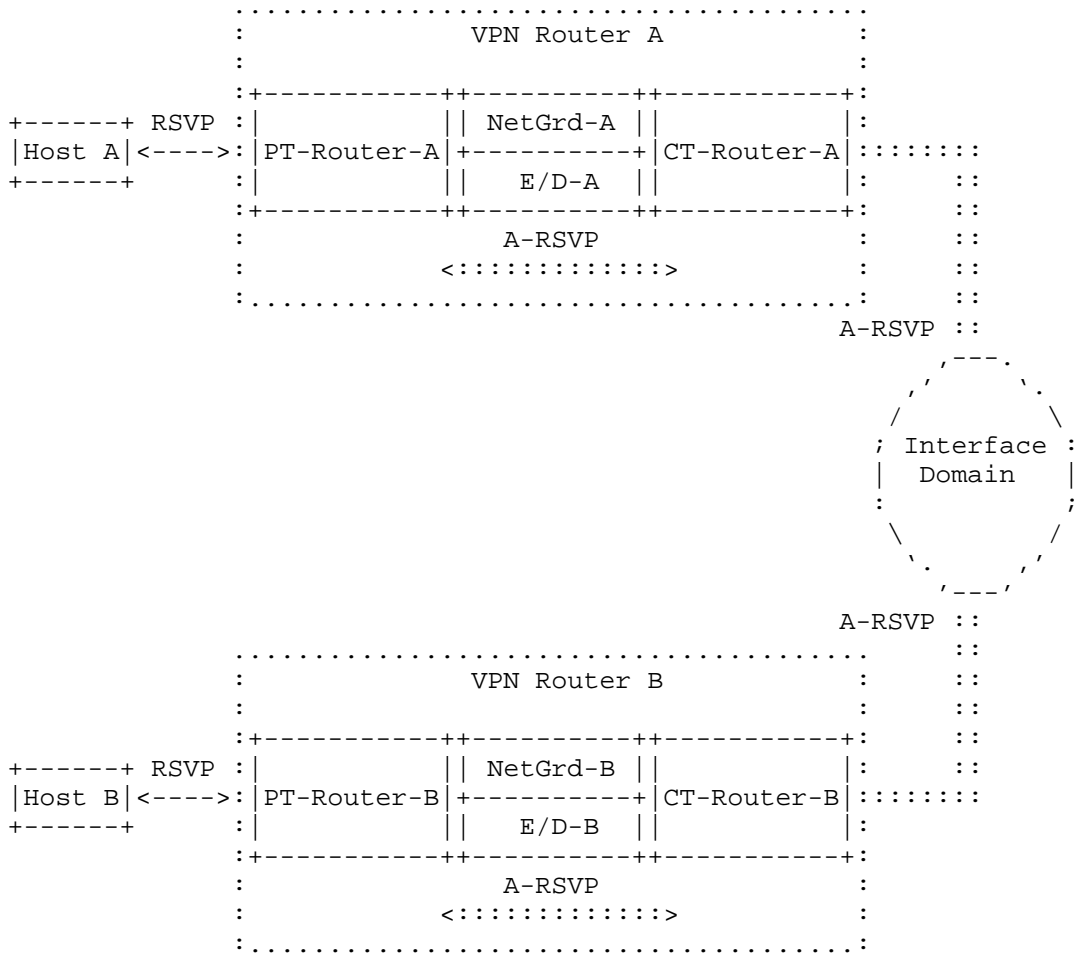 VPN Router A
RSVP NetGrd-A
Host A PT-Router-A CT-Router-A
E/D-A
A-RSVP
A-RSVP
Interface
Domain
A-RSVP
VPN Router B
RSVP NetGrd-B
Host B PT-Router-B CT-Router-B
E/D-B
A-RSVP